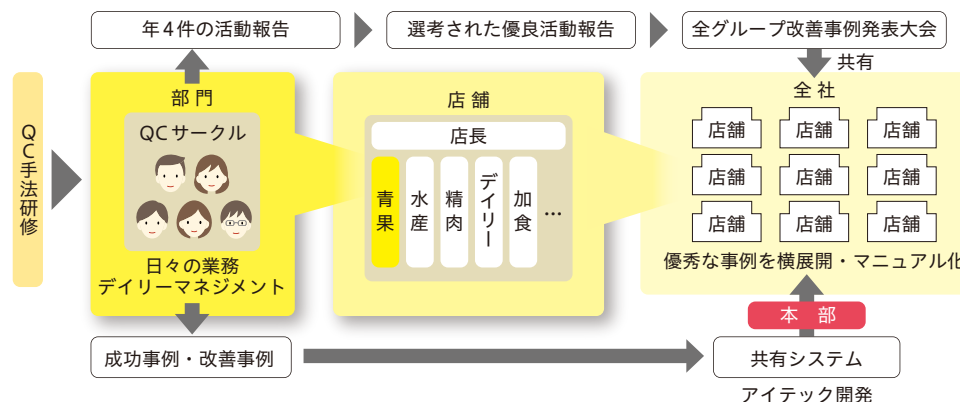 年4件の活動報告
選考された優良活動報告
全グループ改善事例発表大会
共有
QC手法研修
部門
QCサークル
日々の業務
デイリーマネジメント
店舗
店長
青果
水産
精肉
デイリー
加食
…
全社
店舗
店舗
店舗
店舗
店舗
店舗
店舗
店舗
店舗
優秀な事例を横展開・マニュアル化
本部
成功事例・改善事例
共有システム
アイテック開発